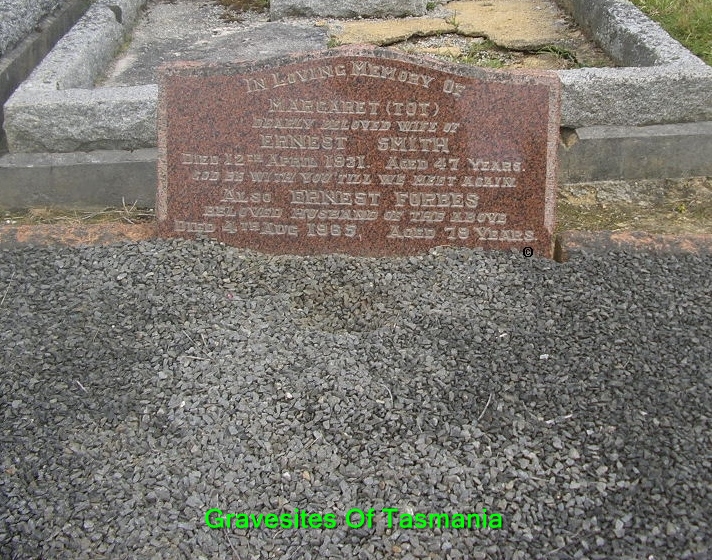 In Loving Memory Of
Margaret (Tot)
Dearly Beloved Wife Of
Ernest Smith
Died 12th April 1931. Aged 47 Years.
God Be With You Till We Meet Again.
Also Ernest Forbes
Beloved Husband Of The Above
Died 4th Aug 1965, Aged 78 Years.
©
Gravesites Of Tasmania